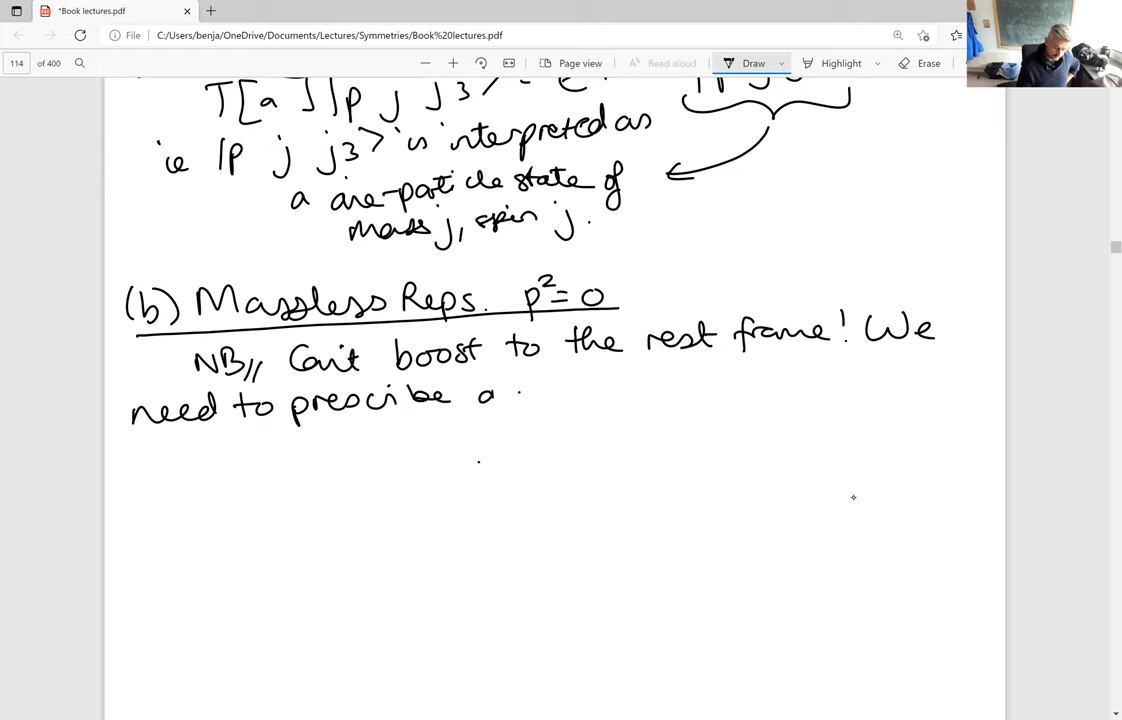 *Book lectures.pdf
File
C:/Users/benja/OneDrive/Documents/Lectures/Symmetries/Book%20lectures.pdf
114 of 400
Page view
Read aloud
Draw
Highlight
Erase
T[a ]|p j j3> = e
ie |p j j3> is interpreted as
a one-particle state of
mass j, spin j.
(b) Massless Reps. p²=0
NB// Can't boost to the rest frame! We
need to prescribe a